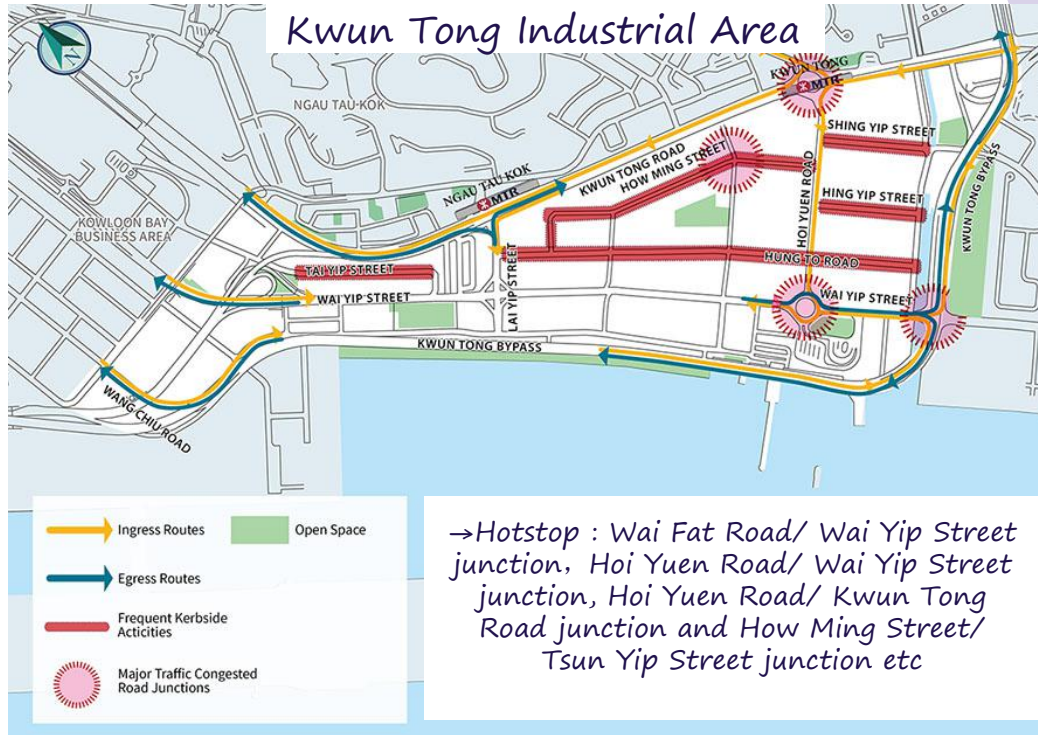 Kwun Tong Industrial Area
N
KWUN TONG
MTR
NGAU TAU KOK
SHING YIP STREET
KWUN TONG ROAD
HOW MING STREET
NGAU TAU KOK
MTR
HOI YUEN ROAD
HING YIP STREET
KWUN TONG BYPASS
KOWLOON BAY
BUSINESS AREA
TAI YIP STREET
LAI YIP STREET
HUNG TO ROAD
WAI YIP STREET
WAI YIP STREET
KWUN TONG BYPASS
WANG CHIU ROAD
Ingress Routes
Open Space
Egress Routes
Frequent Kerbside
Acticities
Major Traffic Congested
Road Junctions
→Hotstop : Wai Fat Road/ Wai Yip Street
junction, Hoi Yuen Road/ Wai Yip Street
junction, Hoi Yuen Road/ Kwun Tong
Road junction and How Ming Street/
Tsun Yip Street junction etc